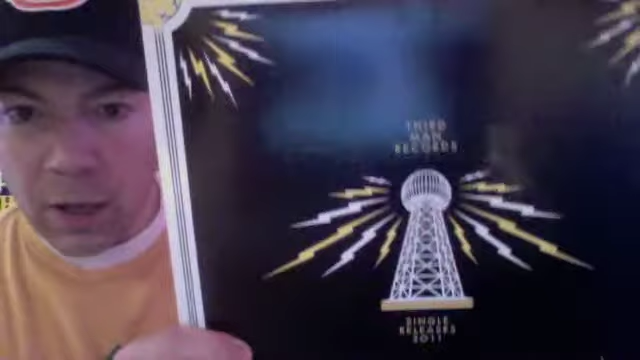 THIRD
MAN
RECORDS
SINGLE
RELEASES
2011